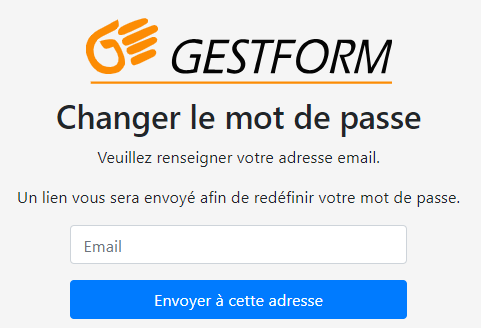 GESTFORM
Changer le mot de passe
Veuillez renseigner votre adresse email.
Un lien vous sera envoyé afin de redéfinir votre mot de passe.
Email
Envoyer à cette adresse